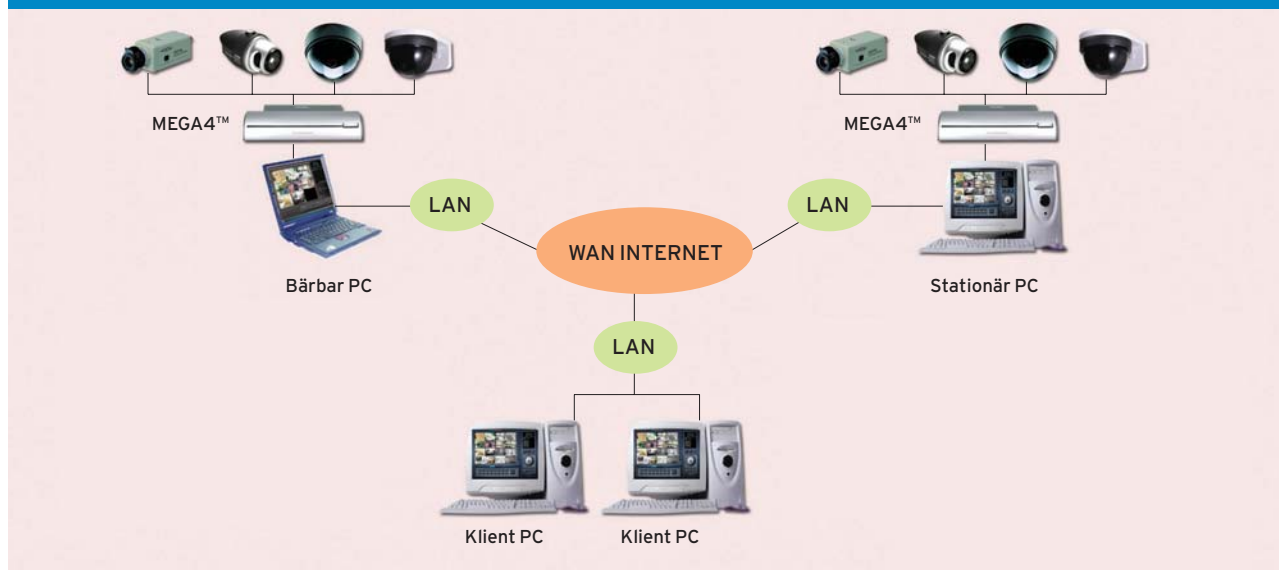 MEGA4™
MEGA4™
LAN
LAN
WAN INTERNET
Bärbar PC
Stationär PC
LAN
Klient PC
Klient PC